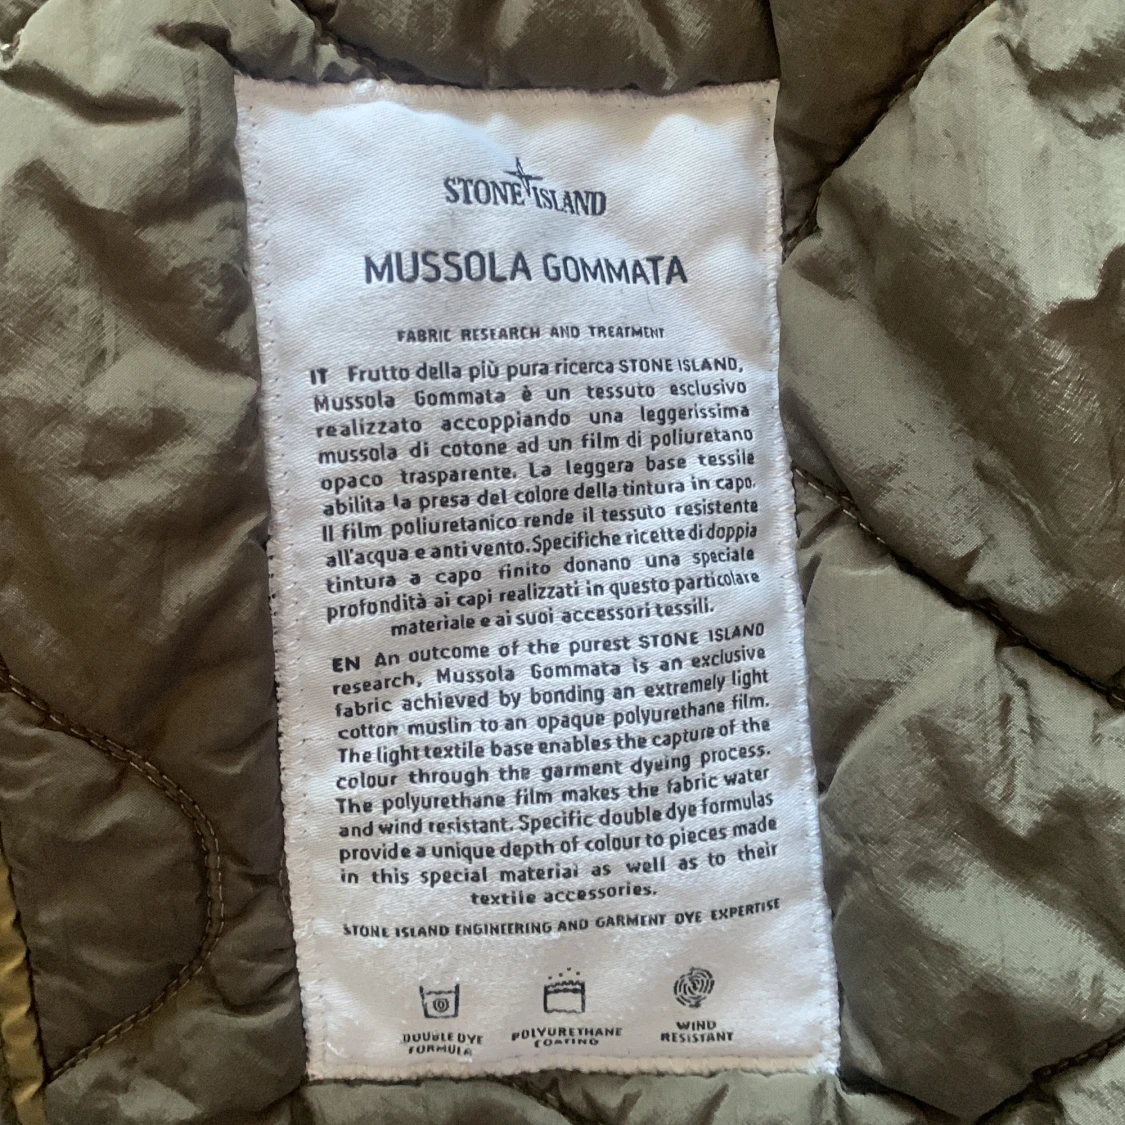 STONE ISLAND
MUSSOLA GOMMATA
FABRIC RESEARCH AND TREATMENT
IT Frutto della più pura ricerca STONE ISLAND,
Mussola Gommata è un tessuto esclusivo
realizzato accoppiando una leggerissima
mussola di cotone ad un film di poliuretano
opaco trasparente. La leggera base tessile
abilita la presa del colore della tintura in capo.
Il film poliuretanico rende il tessuto resistente
all'acqua e anti vento. Specifiche ricette di doppia
tintura a capo finito donano una speciale
profondità ai capi realizzati in questo particolare
materiale e ai suoi accessori tessili.
EN An outcome of the purest STONE ISLAND
research, Mussola Gommata is an exclusive
fabric achieved by bonding an extremely light
cotton muslin to an opaque polyurethane film.
The light textile base enables the capture of the
colour through the garment dyeing process.
The polyurethane film makes the fabric water
and wind resistant. Specific double dye formulas
provide a unique depth of colour to pieces made
in this special material as well as to their
textile accessories.
STONE ISLAND ENGINEERING AND GARMENT DYE EXPERTISE
DOUBLE DYE
FORMULA
POLYURETHANE
COATING
WIND
RESISTANT